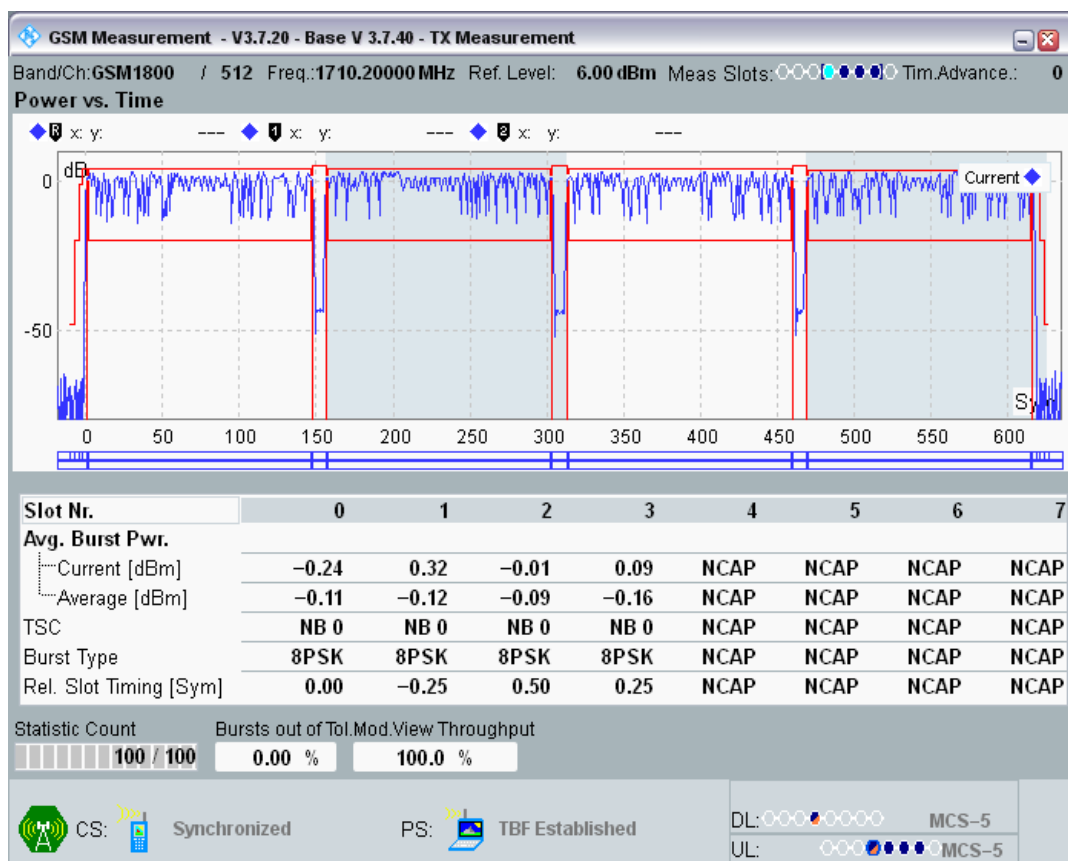 GSM Measurement - V3.7.20 - Base V 3.7.40 - TX Measurement
Band/Ch:GSM1800 / 512 Freq.:1710.20000 MHz Ref. Level: 6.00 dBm Meas Slots: Tim.Advance.: 0
Power vs. Time
R x: y: --- 1 x: y: --- 2 x: y: ---
Current
0
-50
0 50 100 150 200 250 300 350 400 450 500 550 600
Slot Nr. 0 1 2 3 4 5 6 7
Avg. Burst Pwr.
Current [dBm] −0.24 0.32 −0.01 0.09 NCAP NCAP NCAP NCAP
Average [dBm] −0.11 −0.12 −0.09 −0.16 NCAP NCAP NCAP NCAP
TSC NB 0 NB 0 NB 0 NB 0 NCAP NCAP NCAP NCAP
Burst Type 8PSK 8PSK 8PSK 8PSK NCAP NCAP NCAP NCAP
Rel. Slot Timing [Sym] 0.00 −0.25 0.50 0.25 NCAP NCAP NCAP NCAP
Statistic Count Bursts out of Tol.Mod.View Throughput
100 / 100 0.00 % 100.0 %
CS: Synchronized PS: TBF Established
DL: MCS−5
UL: MCS−5